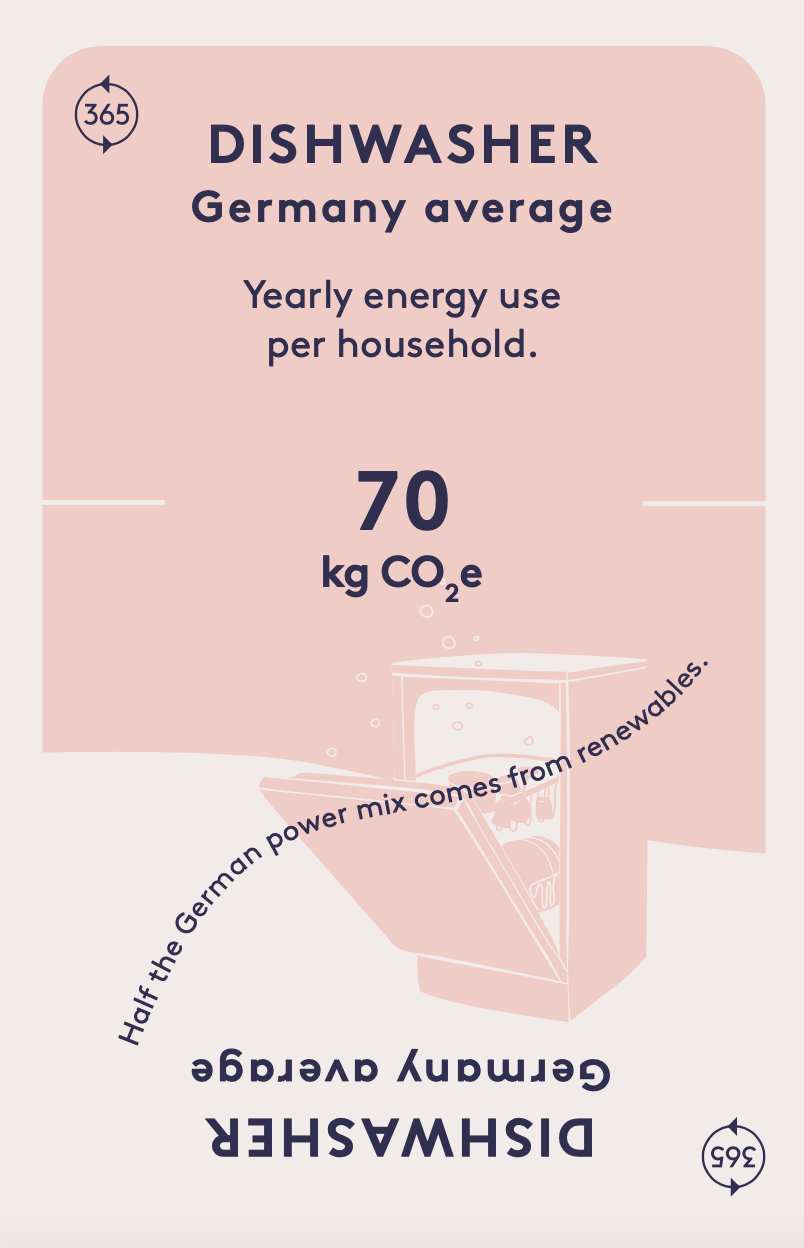 365
DISHWASHER
Germany average
Yearly energy use
per household.
70
kg CO₂e
Half the German power mix comes from renewables.
Germany average
DISHWASHER
365